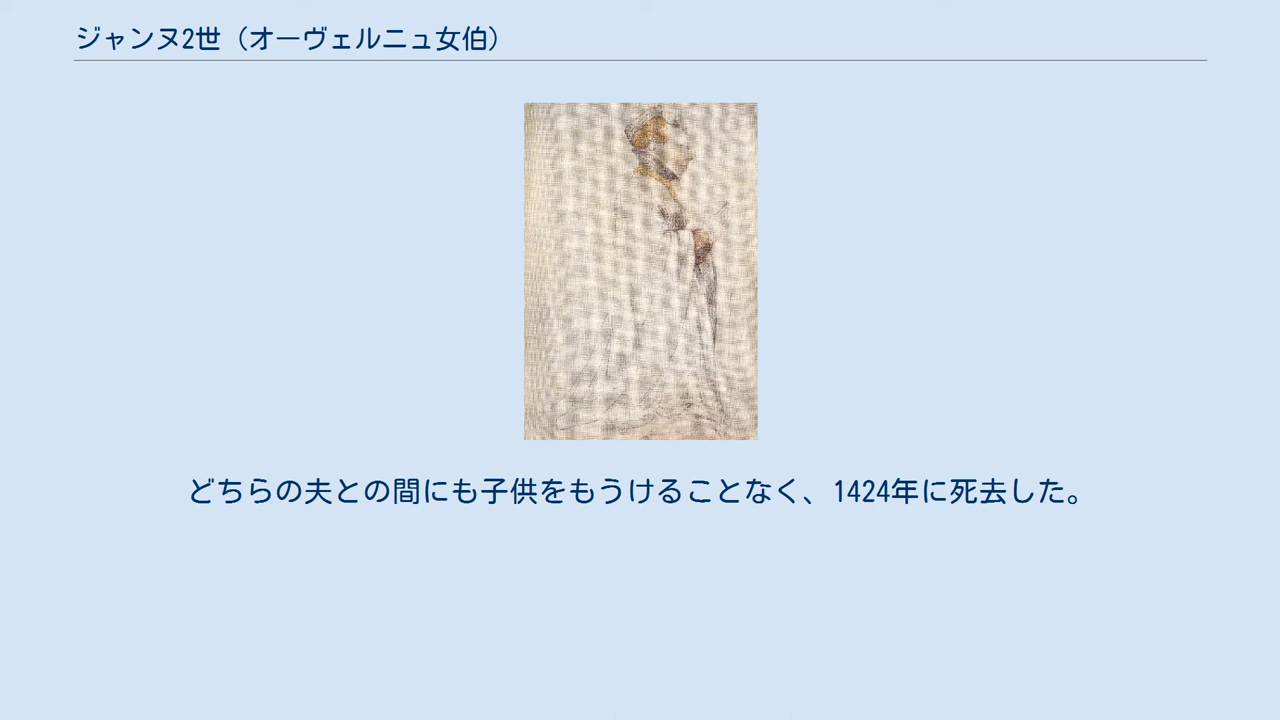 ジャンヌ2世（オーヴェルニュ女伯）
どちらの夫との間にも子供をもうけることなく、1424年に死去した。